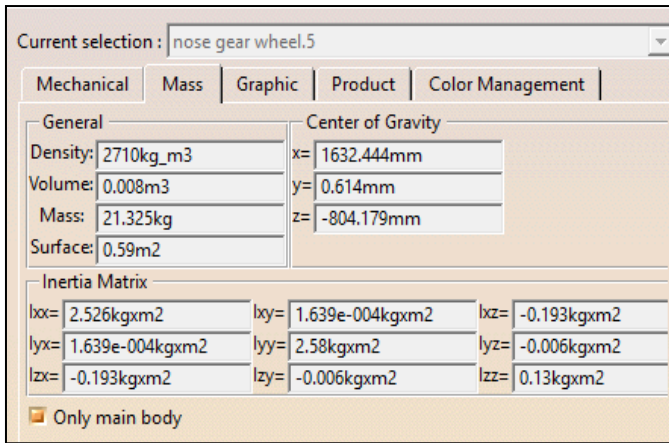 Current selection : nose gear wheel.5
Mechanical Mass Graphic Product Color Management
General
Density: 2710kg_m3
Volume: 0.008m3
Mass: 21.325kg
Surface: 0.59m2
Center of Gravity
x= 1632.444mm
y= 0.614mm
z= -804.179mm
Inertia Matrix
Ixx= 2.526kgxm2 Ixy= 1.639e-004kgxm2 Ixz= -0.193kgxm2
Iyx= 1.639e-004kgxm2 Iyy= 2.58kgxm2 Iyz= -0.006kgxm2
Izx= -0.193kgxm2 Izy= -0.006kgxm2 Izz= 0.13kgxm2
Only main body